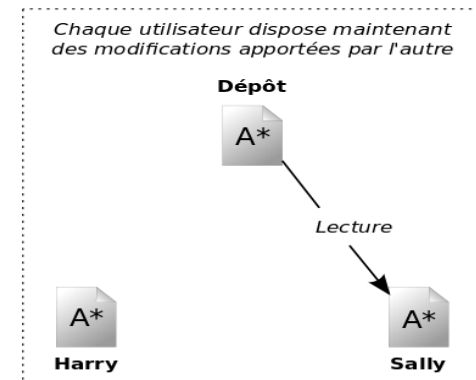 Chaque utilisateur dispose maintenant
des modifications apportées par l'autre
Dépôt
A*
Lecture
A*
A*
Harry
Sally